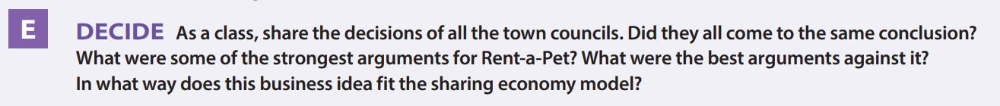 E DECIDE As a class, share the decisions of all the town councils. Did they all come to the same conclusion?
What were some of the strongest arguments for Rent-a-Pet? What were the best arguments against it?
In what way does this business idea fit the sharing economy model?